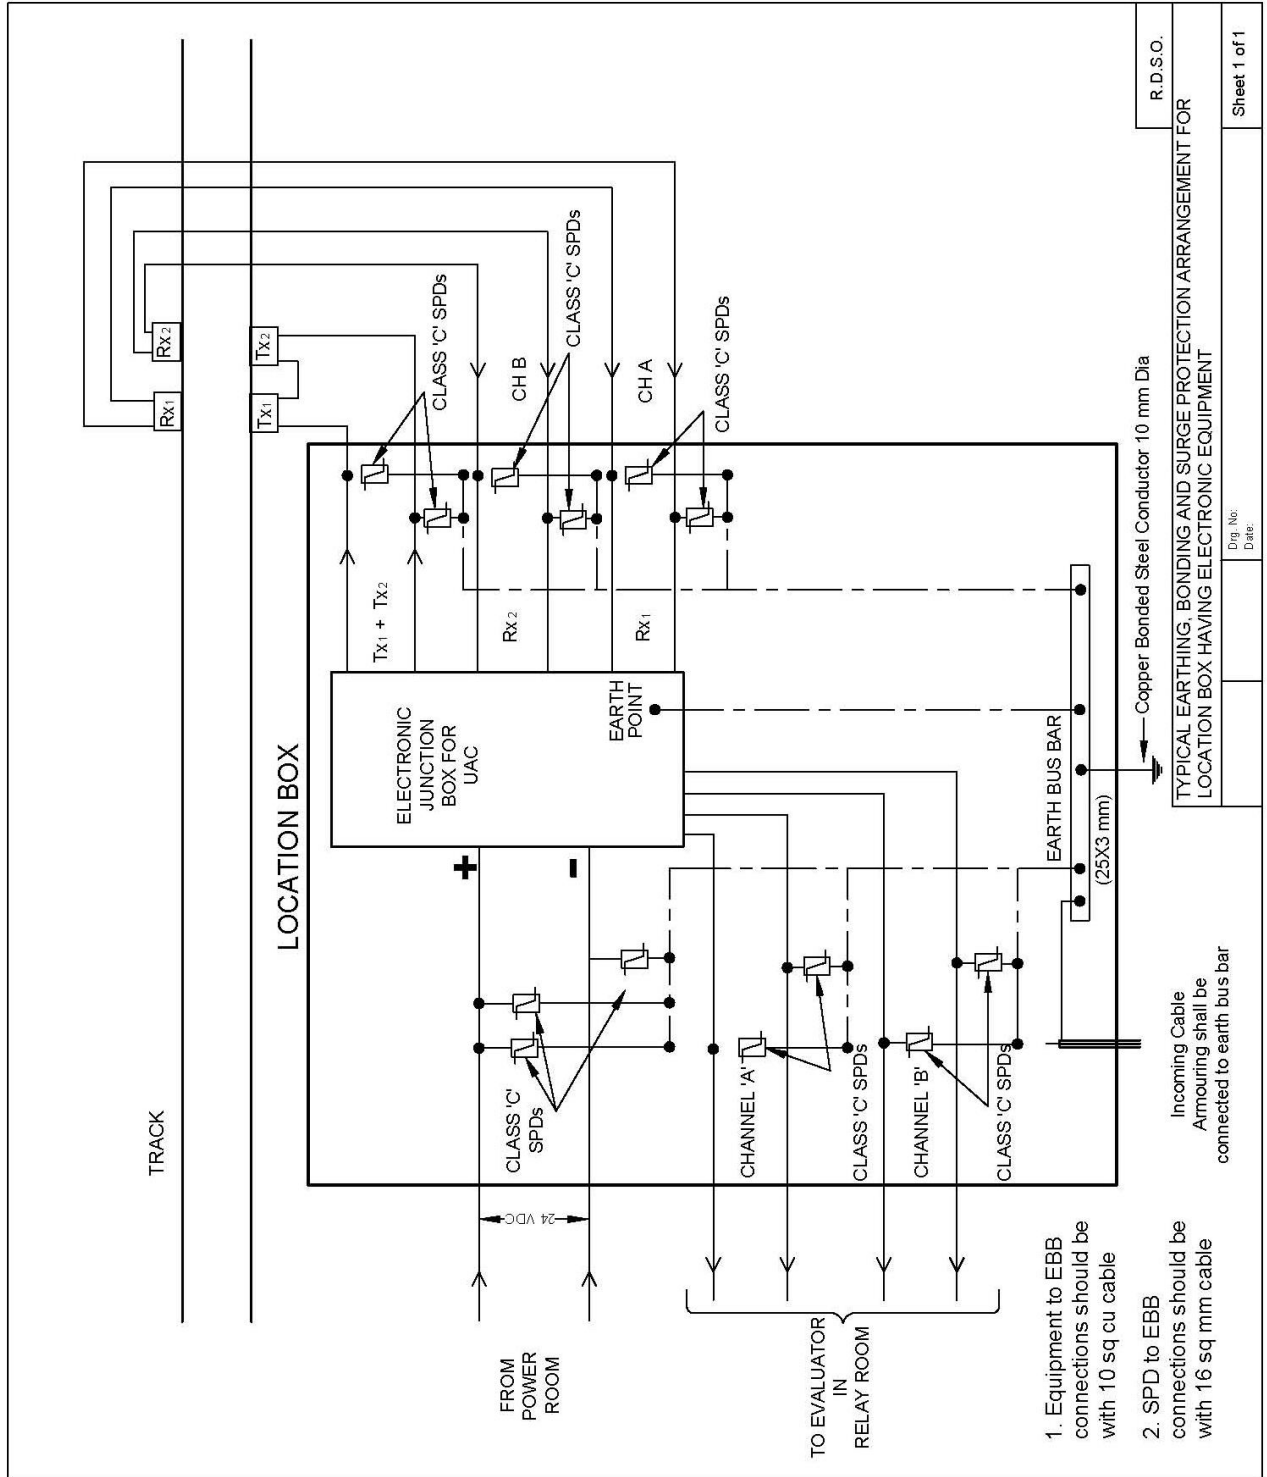 TRACK
LOCATION BOX
Rx1
Rx2
Tx1
Tx2
CLASS 'C' SPDs
CH B
CLASS 'C' SPDs
CH A
CLASS 'C' SPDs
Tx1 + Tx2
Rx2
Rx1
ELECTRONIC
JUNCTION
BOX FOR
UAC
EARTH
POINT
+
-
FROM
POWER
ROOM
24 VDC
CLASS 'C'
SPDs
TO EVALUATOR
IN
RELAY ROOM
CHANNEL 'A'
CLASS 'C' SPDs
CHANNEL 'B'
CLASS 'C' SPDs
EARTH BUS BAR
(25X3 mm)
Copper Bonded Steel Conductor 10 mm Dia
1. Equipment to EBB
connections should be
with 10 sq cu cable
2. SPD to EBB
connections should be
with 16 sq mm cable
Incoming Cable
Armouring shall be
connected to earth bus bar
R.D.S.O.
TYPICAL EARTHING, BONDING AND SURGE PROTECTION ARRANGEMENT FOR
LOCATION BOX HAVING ELECTRONIC EQUIPMENT
Drg. No:
Date:
Sheet 1 of 1